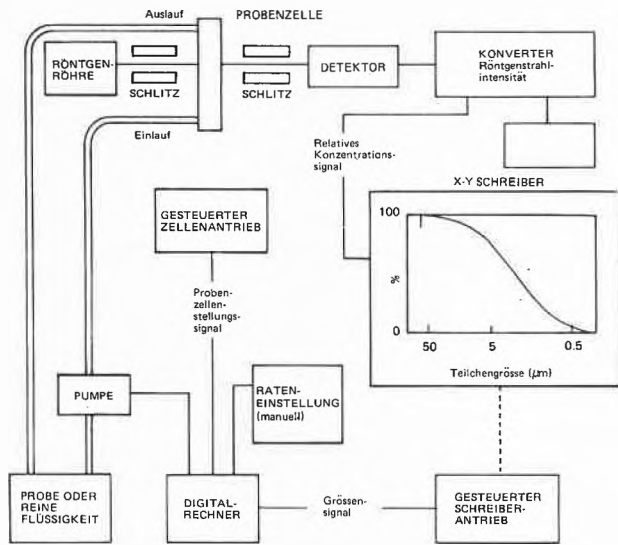 Auslauf
PROBENZELLE
RÖNTGEN-
RÖHRE
SCHLITZ
SCHLITZ
DETEKTOR
KONVERTER
Röntgenstrahl-
intensität
Einlauf
Relatives
Konzentrations-
signal
X-Y SCHREIBER
GESTEUERTER
ZELLENANTRIEB
100
%
0
50
5
0.5
Teilchengrösse (µm)
Proben-
zellen-
stellungs-
signal
PUMPE
RATEN-
EINSTELLUNG
(manuell)
PROBE ODER
REINE
FLÜSSIGKEIT
DIGITAL-
RECHNER
Grössen-
signal
GESTEUERTER
SCHREIBER-
ANTRIEB